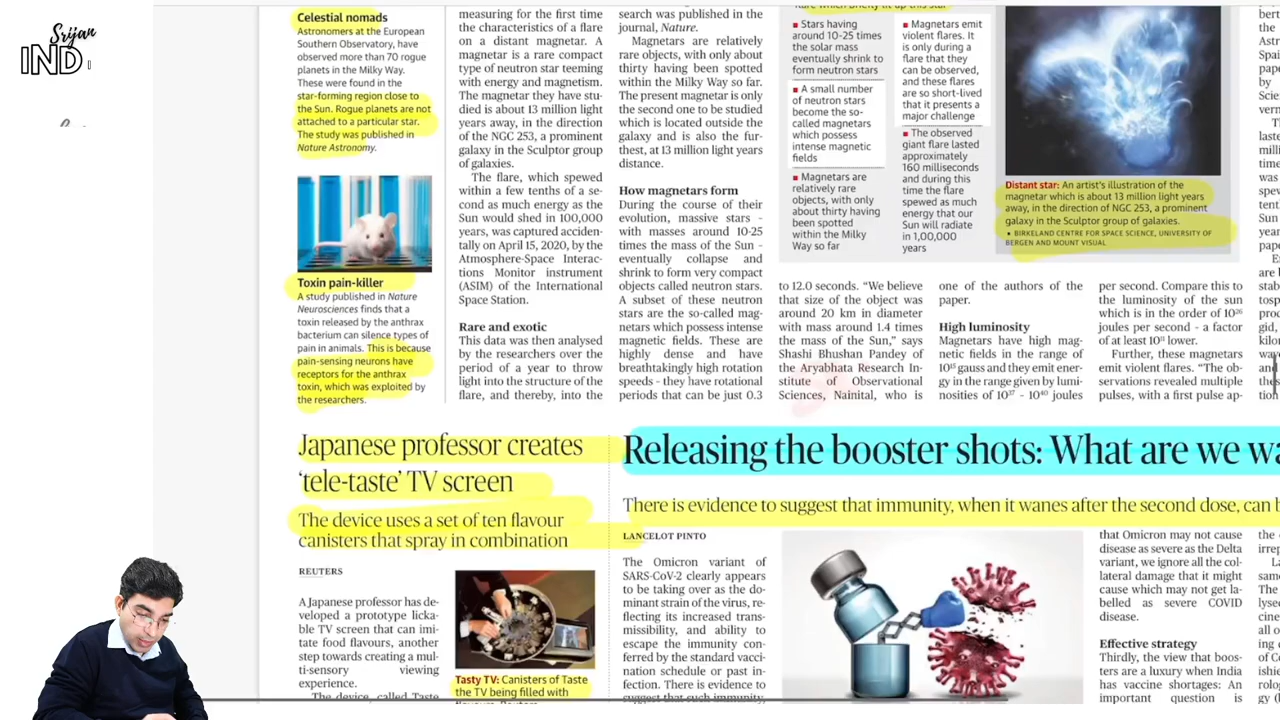 Srijan
IND
Celestial nomads
Astronomers at the European
Southern Observatory, have
observed more than 70 rogue
planets in the Milky Way.
These were found in the
star-forming region close to
the Sun. Rogue planets are not
attached to a particular star.
The study was published in
Nature Astronomy.
Toxin pain-killer
A study published in Nature
Neurosciences finds that a
toxin released by the anthrax
bacterium can silence types of
pain in animals. This is because
pain-sensing neurons have
receptors for the anthrax
toxin, which was exploited by
the researchers.
measuring for the first time
the characteristics of a flare
on a distant magnetar. A
magnetar is a rare compact
type of neutron star teeming
with energy and magnetism.
The magnetar they have stu-
died is about 13 million light
years away, in the direction
of the NGC 253, a prominent
galaxy in the Sculptor group
of galaxies.
The flare, which spewed
within a few tenths of a se-
cond as much energy as the
Sun would shed in 100,000
years, was captured acciden-
tally on April 15, 2020, by the
Atmosphere-Space Interac-
tions Monitor instrument
(ASIM) of the International
Space Station.
Rare and exotic
This data was then analysed
by the researchers over the
period of a year to throw
light into the structure of the
flare, and thereby, into the
search was published in the
journal, Nature.
Magnetars are relatively
rare objects, with only about
thirty having been spotted
within the Milky Way so far.
The present magnetar is only
the second one to be studied
which is located outside the
galaxy and is also the fur-
thest, at 13 million light years
distance.
How magnetars form
During the course of their
evolution, massive stars -
with masses around 10-25
times the mass of the Sun -
eventually collapse and
shrink to form very compact
objects called neutron stars.
A subset of these neutron
stars are the so-called mag-
netars which possess intense
magnetic fields. These are
highly dense and have
breathtakingly high rotation
speeds - they have rotational
periods that can be just 0.3
▪ Stars having
around 10-25 times
the solar mass
eventually shrink to
form neutron stars
▪ A small number
of neutron stars
become the so-
called magnetars
which possess
intense magnetic
fields
▪ Magnetars are
relatively rare
objects, with only
about thirty having
been spotted
within the Milky
Way so far
▪ Magnetars emit
violent flares. It
is only during a
flare that they
can be observed,
and these flares
are so short-lived
that it presents a
major challenge
▪ The observed
giant flare lasted
approximately
160 milliseconds
and during this
time the flare
spewed as much
energy that our
Sun will radiate
in 1,00,000
years
Distant star: An artist's illustration of the
magnetar which is about 13 million light years
away, in the direction of NGC 253, a prominent
galaxy in the Sculptor group of galaxies.
• BIRKELAND CENTRE FOR SPACE SCIENCE, UNIVERSITY OF
BERGEN AND MOUNT VISUAL
to 12.0 seconds. “We believe
that size of the object was
around 20 km in diameter
with mass around 1.4 times
the mass of the Sun,” says
Shashi Bhushan Pandey of
the Aryabhata Research In-
stitute of Observational
Sciences, Nainital, who is
one of the authors of the
paper.
High luminosity
Magnetars have high mag-
netic fields in the range of
10¹⁵ gauss and they emit ener-
gy in the range given by lumi-
nosities of 10³⁷ - 10⁴⁰ joules
per second. Compare this to
the luminosity of the sun
which is in the order of 10²⁶
joules per second - a factor
of at least 10¹¹ lower.
Further, these magnetars
emit violent flares. “The ob-
servations revealed multiple
pulses, with a first pulse ap-
Japanese professor creates
‘tele-taste’ TV screen
The device uses a set of ten flavour
canisters that spray in combination
REUTERS
A Japanese professor has de-
veloped a prototype licka-
ble TV screen that can imi-
tate food flavours, another
step towards creating a mul-
ti-sensory viewing
experience.
The device, called Taste
Tasty TV: Canisters of Taste
the TV being filled with
Releasing the booster shots: What are we wa
There is evidence to suggest that immunity, when it wanes after the second dose, can b
LANCELOT PINTO
The Omicron variant of
SARS-CoV-2 clearly appears
to be taking over as the do-
minant strain of the virus, re-
flecting its increased trans-
missibility, and ability to
escape the immunity con-
ferred by the standard vacci-
nation schedule or past in-
fection. There is evidence to
suggest that such immunity,
that Omicron may not cause
disease as severe as the Delta
variant, we ignore all the col-
lateral damage that it might
cause which may not get la-
belled as severe COVID
disease.
Effective strategy
Thirdly, the view that boos-
ters are a luxury when India
has vaccine shortages: An
important question is